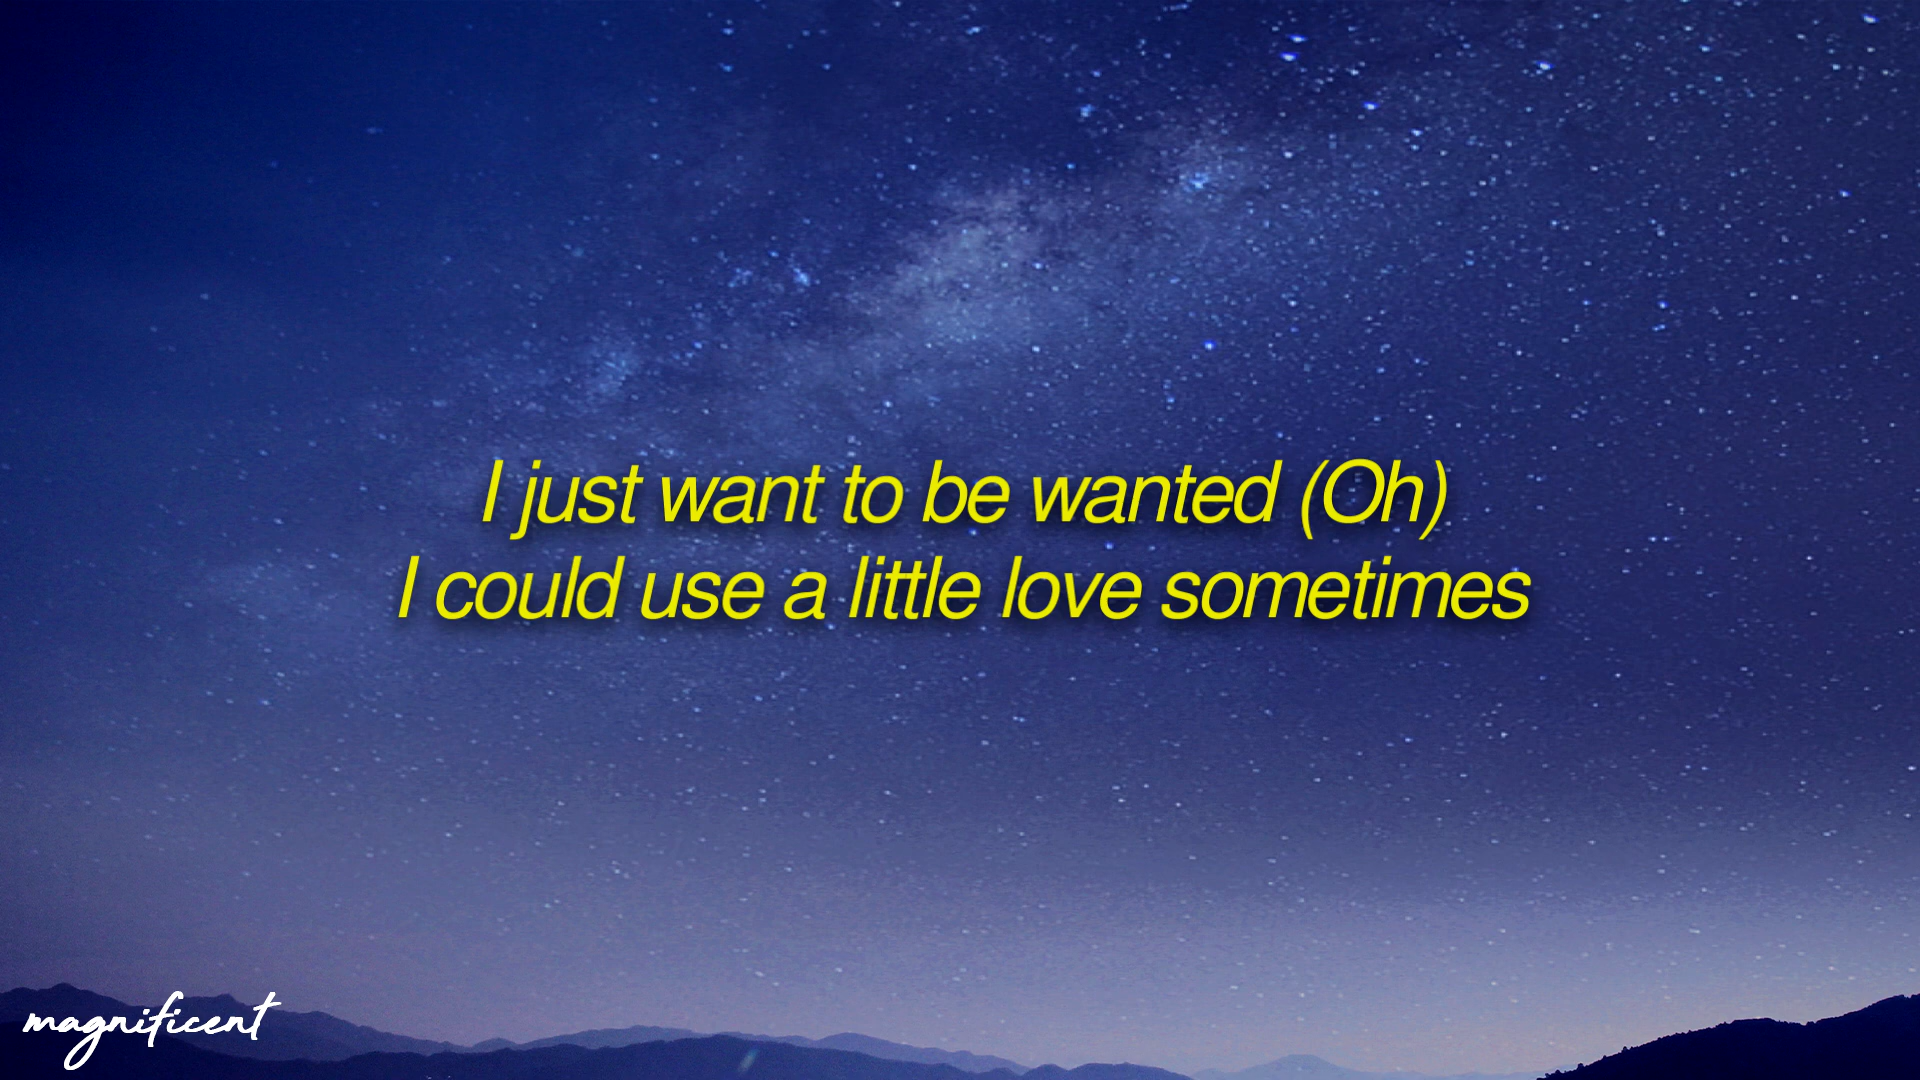 I just want to be wanted (Oh)
I could use a little love sometimes
magnificent